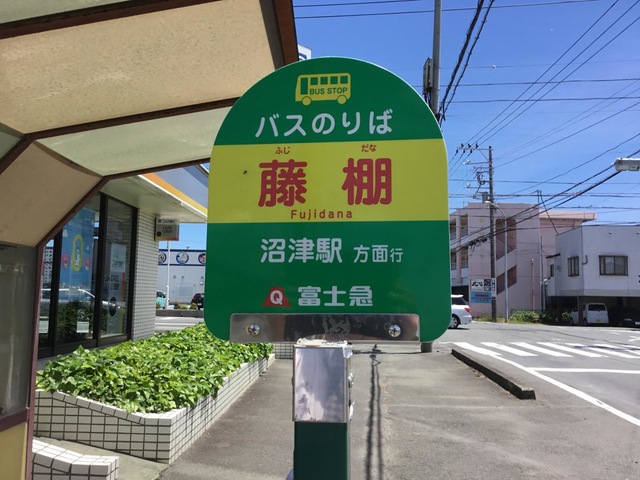 BUS STOP
バスのりば
ふじ だな
藤棚
Fujidana
沼津駅 方面行
Q 富士急